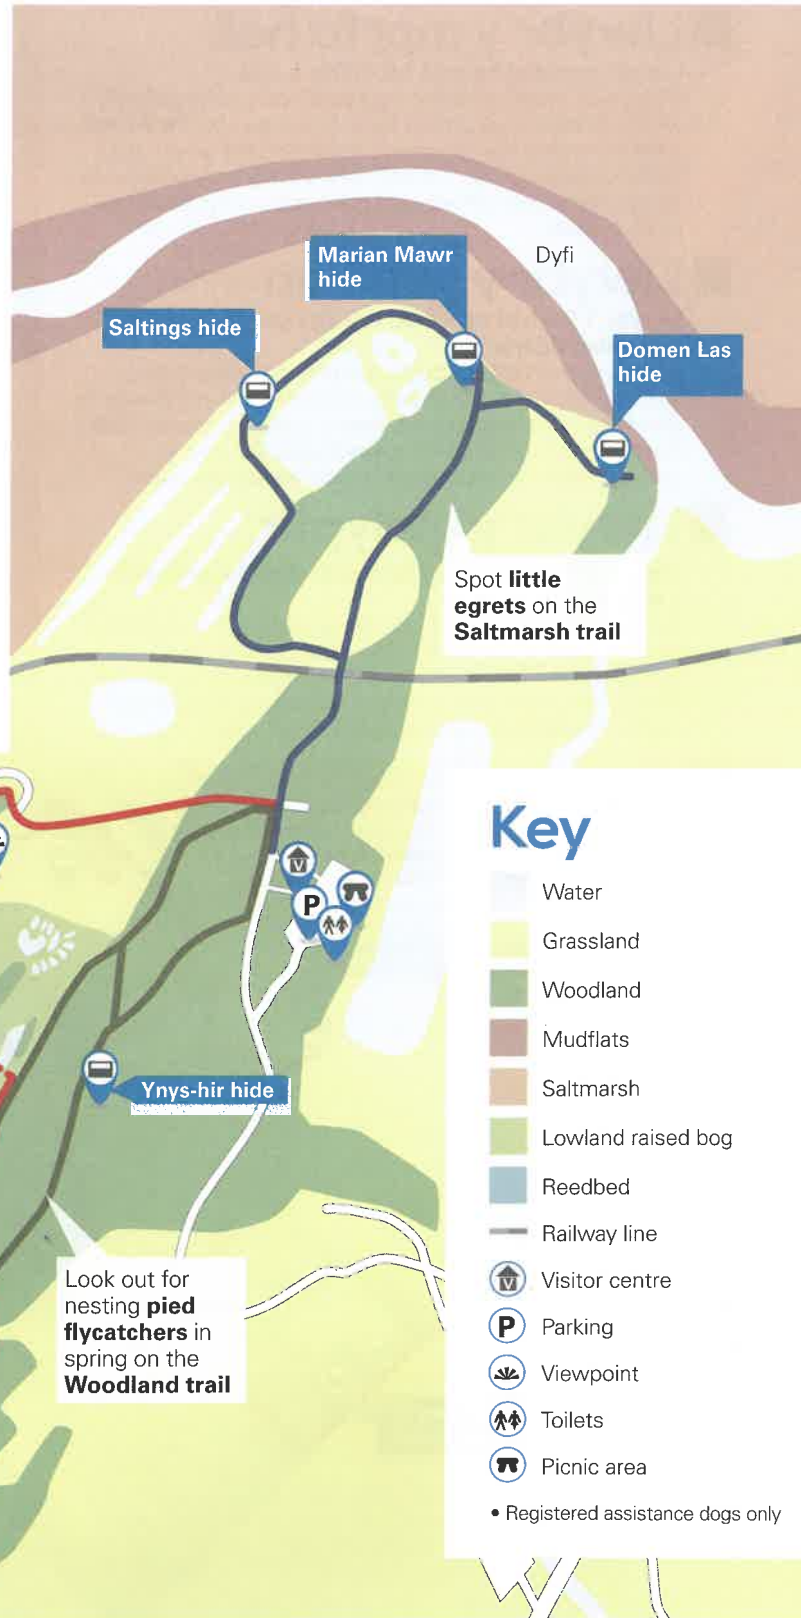 Dyfi
Marian Mawr
hide
Saltings hide
Domen Las
hide
Spot little
egrets on the
Saltmarsh trail
V
P
Ynys-hir hide
Look out for
nesting pied
flycatchers in
spring on the
Woodland trail
Key
Water
Grassland
Woodland
Mudflats
Saltmarsh
Lowland raised bog
Reedbed
Railway line
V Visitor centre
P Parking
Viewpoint
Toilets
Picnic area
• Registered assistance dogs only